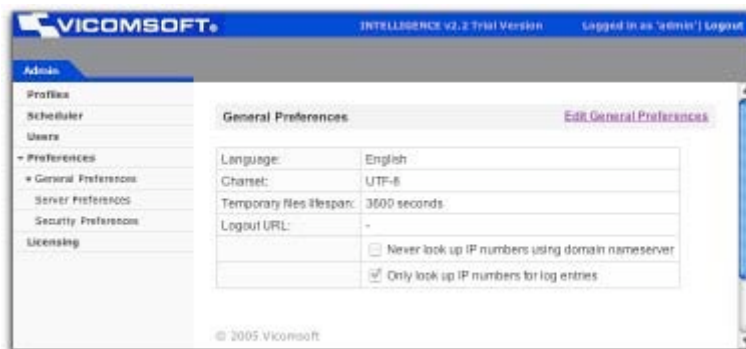 VICOMSOFT
INTELLIGENCE v2.2 Trial Version
Logged in as 'admin'| Logout
Admin
Profiles
Scheduler
Users
Preferences
General Preferences
Server Preferences
Security Preferences
Licensing
General Preferences
Edit General Preferences
Language: English
Charset: UTF-8
Temporary files lifespan: 3600 seconds
Logout URL: -
Never look up IP numbers using domain nameserver
Only look up IP numbers for log entries
© 2005 Vicomsoft